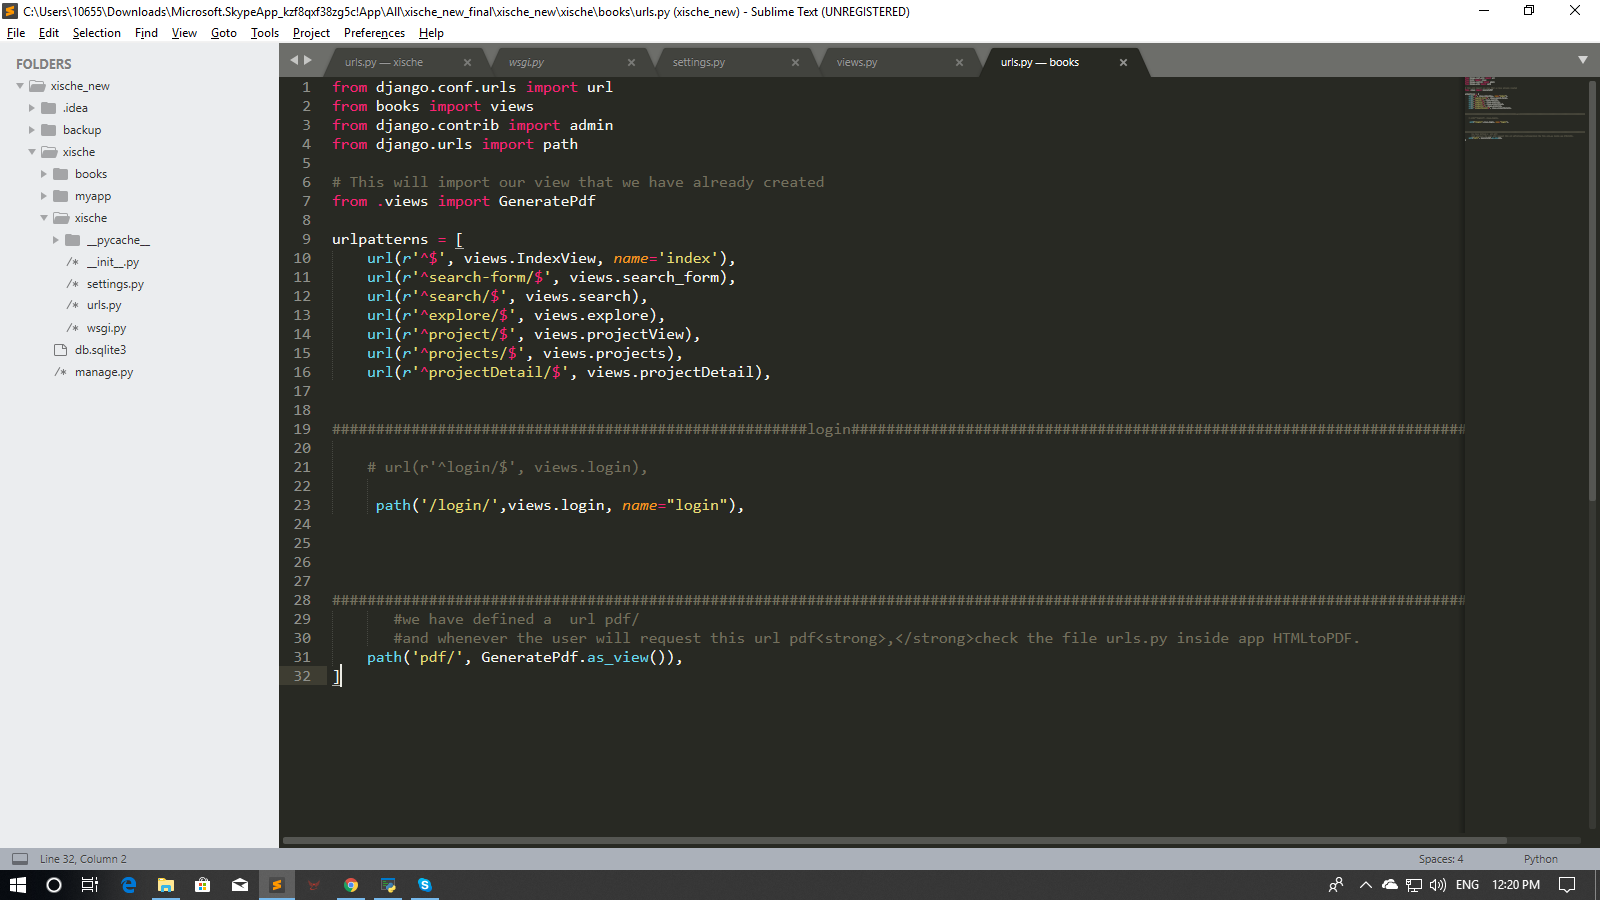 C:\Users\10655\Downloads\Microsoft.SkypeApp_kzf8qxf38zg5c!App\All\xische_new_final\xische_new\xische\books\urls.py (xische_new) - Sublime Text (UNREGISTERED)
File Edit Selection Find View Goto Tools Project Preferences Help
FOLDERS
xische_new
.idea
backup
xische
books
myapp
xische
__pycache__
/* __init__.py
/* settings.py
/* urls.py
/* wsgi.py
db.sqlite3
/* manage.py
urls.py — xische × wsgi.py × settings.py × views.py × urls.py — books ×
1 from django.conf.urls import url
2 from books import views
3 from django.contrib import admin
4 from django.urls import path
5
6 # This will import our view that we have already created
7 from .views import GeneratePdf
8
9 urlpatterns = [
10 url(r'^$', views.IndexView, name='index'),
11 url(r'^search-form/$', views.search_form),
12 url(r'^search/$', views.search),
13 url(r'^explore/$', views.explore),
14 url(r'^project/$', views.projectView),
15 url(r'^projects/$', views.projects),
16 url(r'^projectDetail/$', views.projectDetail),
17
18
19 ######################################################login######################################################################
20
21 # url(r'^login/$', views.login),
22
23 path('/login/',views.login, name="login"),
24
25
26
27
28 #################################################################################################################################
29 #we have defined a  url pdf/
30 #and whenever the user will request this url pdf<strong>,</strong>check the file urls.py inside app HTMLtoPDF.
31 path('pdf/', GeneratePdf.as_view()),
32 ]
Line 32, Column 2
Spaces: 4
Python
ENG
12:20 PM